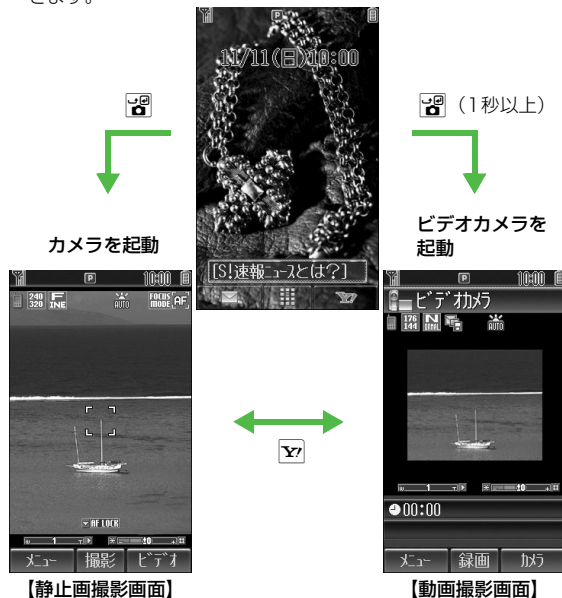 きます。
P
11/11(日)10:00
(1秒以上)
カメラを起動
ビデオカメラを
起動
[S!速報ニュースとは?]
Y!
P 10:00
240
320
FINE
AUTO
FOCUS
MODE
AF
AF LOCK
W 1 T
±0
メニュー 撮影 ビデオ
【静止画撮影画面】
Y!
P 10:00
ビデオカメラ
176
144
N
AUTO
W 1 T
±0
00:00
メニュー 録画 カメラ
【動画撮影画面】